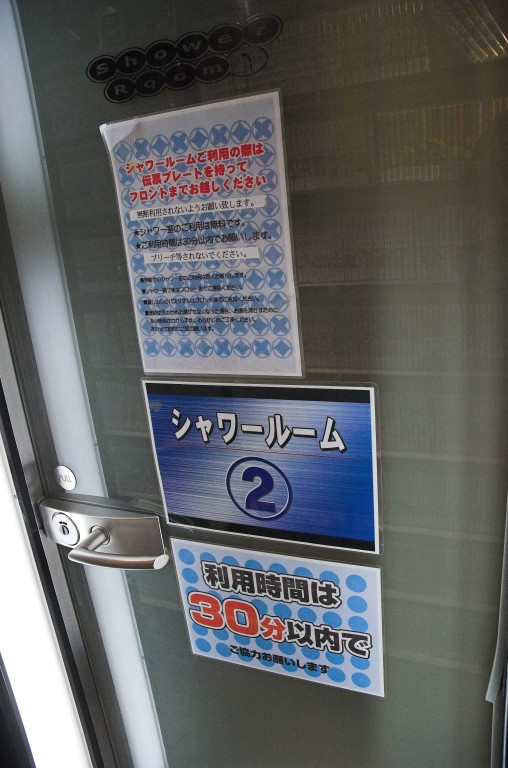 Shower
Room
シャワールームご利用の際は
伝票プレートを持って
フロントまでお越しください
無断利用されないようお願い致します。
★シャワー室のご利用は無料です。
★ご利用時間は30分以内でお願いします。
ブリーチ等されないでください。
シャワールーム
②
PULL
利用時間は
30分以内で
ご協力お願いします